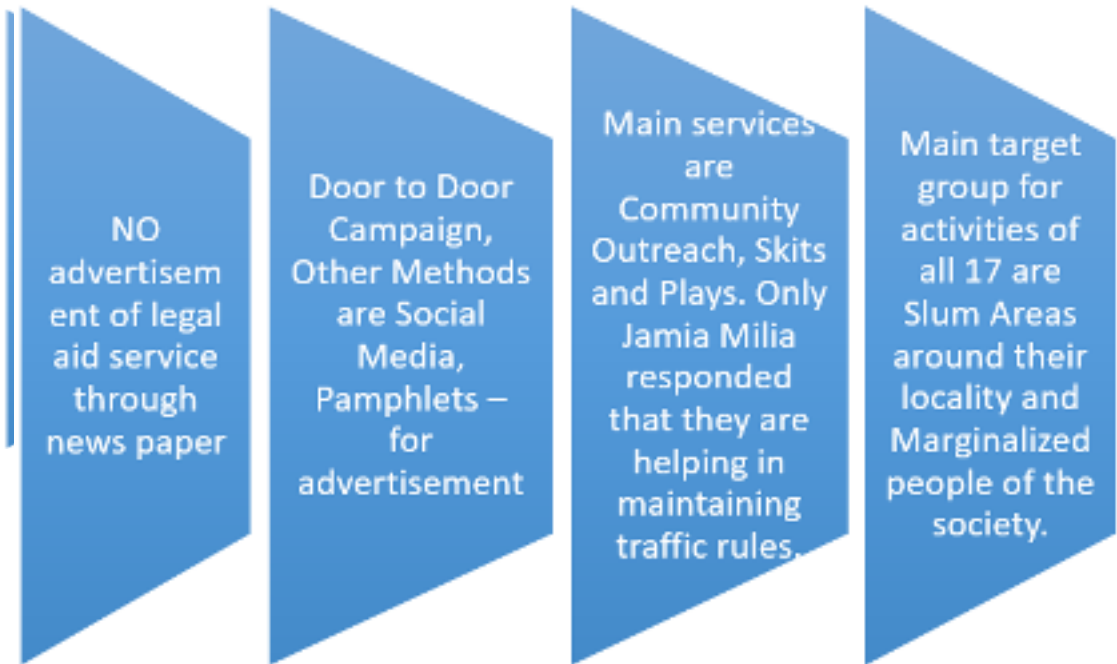 NO
advertisem
ent of legal
aid service
through
news paper
Door to Door
Campaign,
Other Methods
are Social
Media,
Pamphlets –
for
advertisement
Main services
are
Community
Outreach, Skits
and Plays. Only
Jamia Milia
responded
that they are
helping in
maintaining
traffic rules.
Main target
group for
activities of
all 17 are
Slum Areas
around their
locality and
Marginalized
people of the
society.